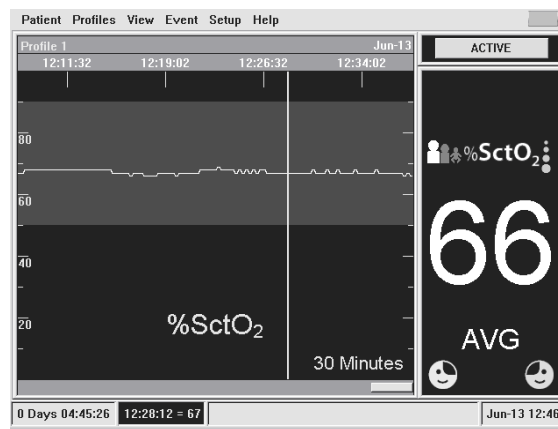 Patient Profiles View Event Setup Help
Profile 1 Jun-13
12:11:32 12:19:02 12:26:32 12:34:02
80
60
40
20
%SctO2
30 Minutes
ACTIVE
%SctO2
66
AVG
0 Days 04:45:26 12:28:12 = 67 Jun-13 12:46